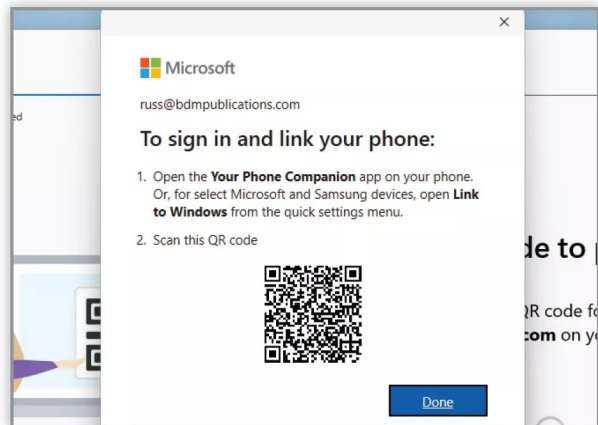 Microsoft
russ@bdmpublications.com
To sign in and link your phone:
1. Open the Your Phone Companion app on your phone.
Or, for select Microsoft and Samsung devices, open Link
to Windows from the quick settings menu.
2. Scan this QR code
de to
QR code fo
com on yo
Done